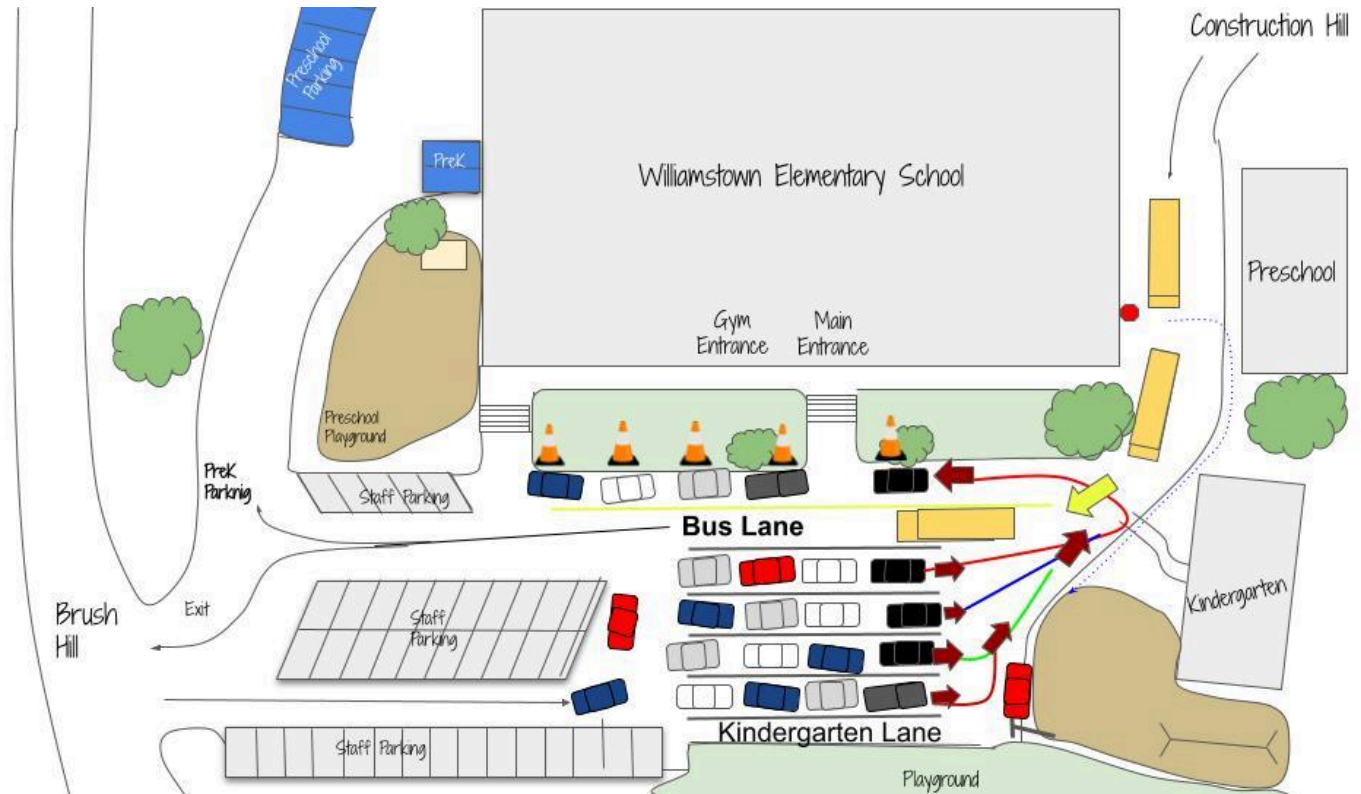 Construction Hill
Preschool
Parking
PreK
Williamstown Elementary School
Preschool
Gym
Entrance
Main
Entrance
Preschool
Playground
PreK
Parknig
Staff Parking
Bus Lane
Brush
Hill
Exit
Staff
Parking
Kindergarten
Kindergarten Lane
Staff Parking
Playground